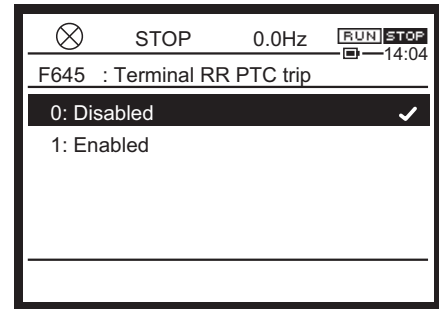 STOP 0.0Hz RUN STOP
14:04
F645 : Terminal RR PTC trip
0: Disabled
1: Enabled